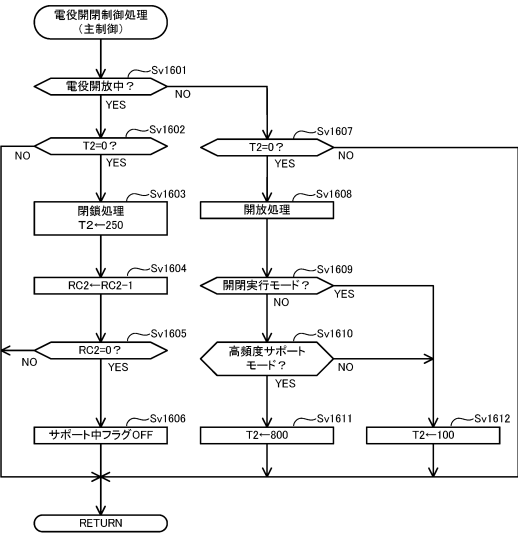 電役開閉制御処理
(主制御)
Sv1601
電役開放中？
NO
YES
Sv1602
T2=0？
NO
YES
Sv1603
閉鎖処理
T2←250
Sv1604
RC2←RC2-1
Sv1605
RC2=0？
NO
YES
Sv1606
サポート中フラグOFF
RETURN
Sv1607
T2=0？
NO
YES
Sv1608
開放処理
Sv1609
開閉実行モード？
YES
NO
Sv1610
高頻度サポート
モード？
NO
YES
Sv1611
T2←800
Sv1612
T2←100